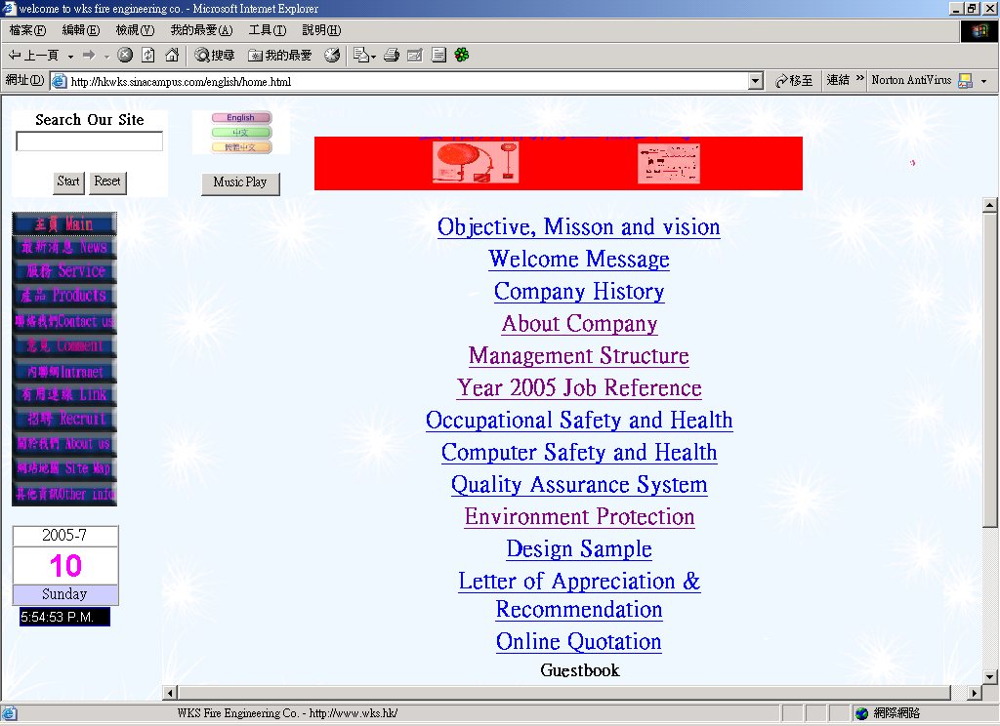 welcome to wks fire engineering co. - Microsoft Internet Explorer
檔案(F) 編輯(E) 檢視(V) 我的最愛(A) 工具(T) 說明(H)
上一頁 搜尋 我的最愛
網址(D) http://hkwks.sinacampus.com/english/home.html 移至 連結 » Norton AntiVirus
Search Our Site
Start Reset
English
中文
簡體中文
Music Play
主頁 Main
最新消息 News
服務 Service
產品 Products
聯絡我們Contact us
意見 Comment
內聯網Intranet
有用連線 Link
招聘 Recruit
關於我們 About us
網站地圖 Site Map
其他資訊Other info
2005-7
10
Sunday
5:54:53 P.M.
Objective, Misson and vision
Welcome Message
Company History
About Company
Management Structure
Year 2005 Job Reference
Occupational Safety and Health
Computer Safety and Health
Quality Assurance System
Environment Protection
Design Sample
Letter of Appreciation &
Recommendation
Online Quotation
Guestbook
WKS Fire Engineering Co. - http://www.wks.hk/ 網際網路